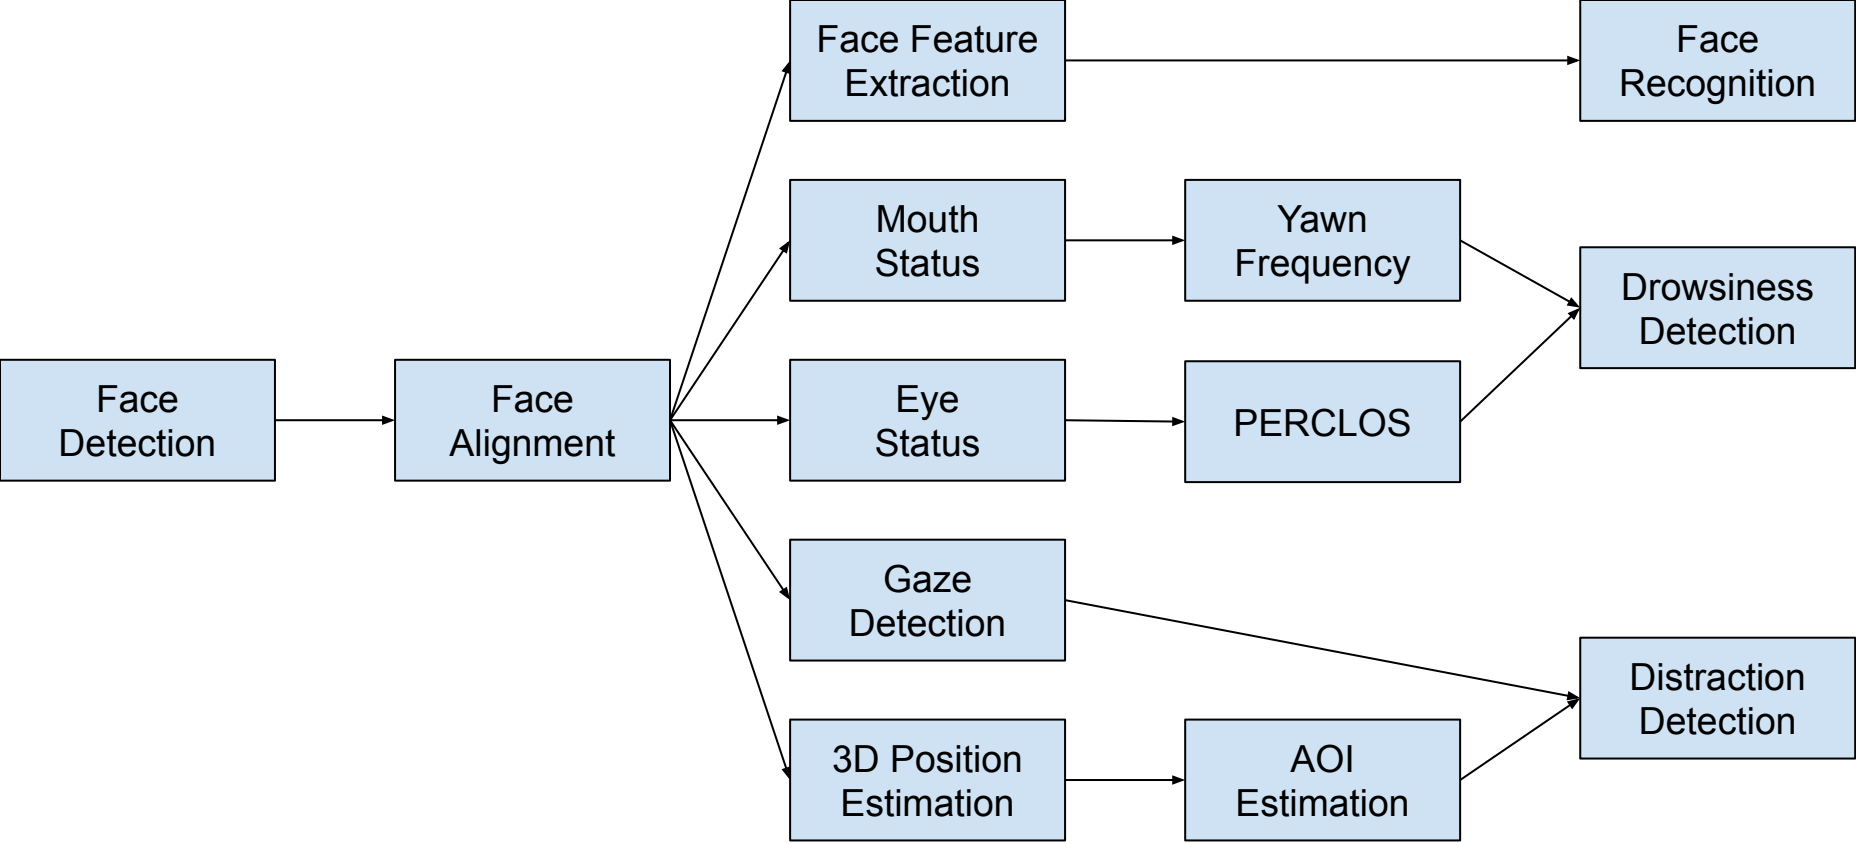 Face Feature
Extraction
Face
Recognition
Mouth
Status
Yawn
Frequency
Drowsiness
Detection
Face
Detection
Face
Alignment
Eye
Status
PERCLOS
Gaze
Detection
Distraction
Detection
3D Position
Estimation
AOI
Estimation